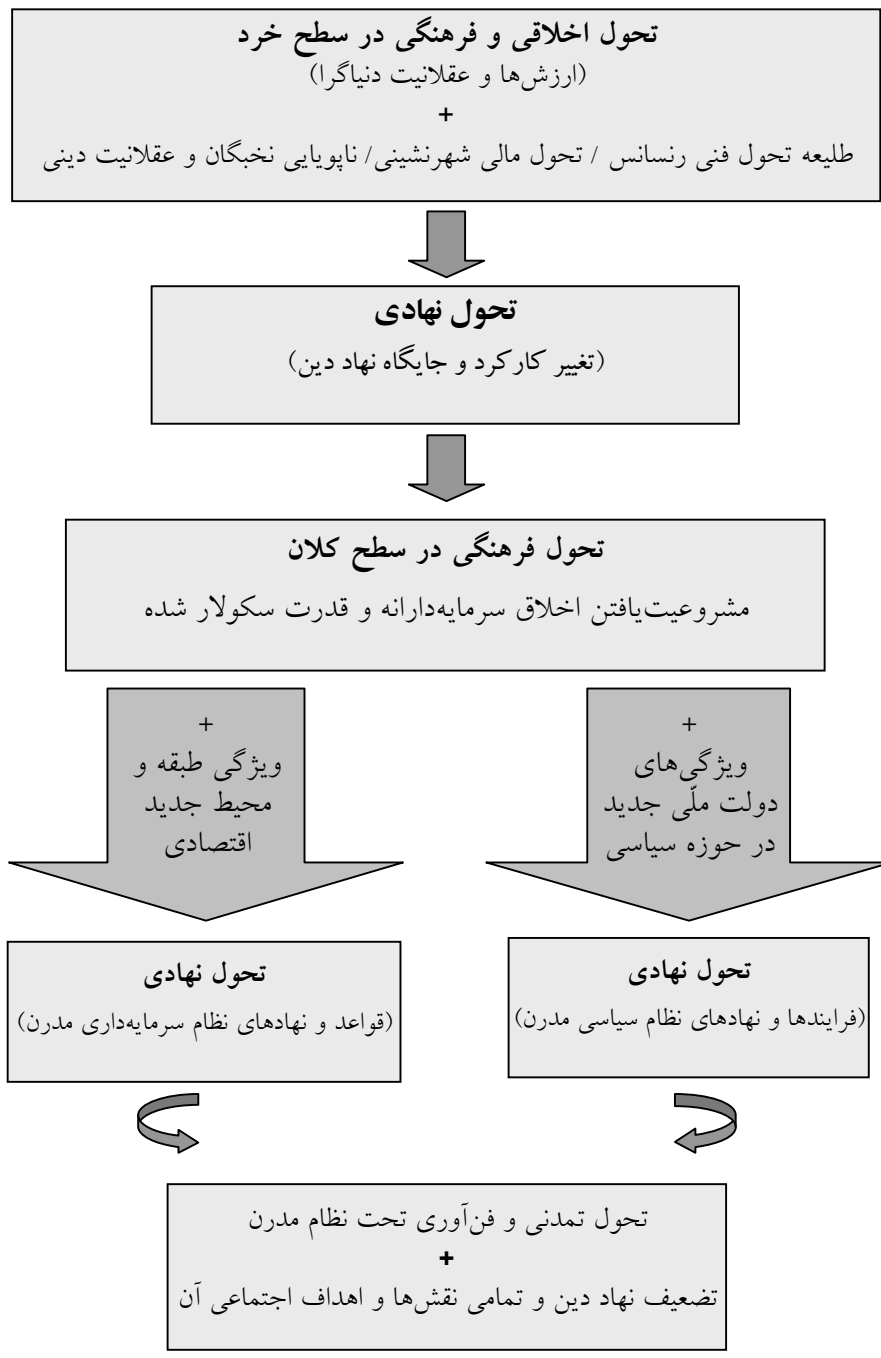 تحول اخلاقی و فرهنگی در سطح خرد
(ارزش‌ها و عقلانیت دنیاگرا)
+
طلیعه تحول فنی رنسانس / تحول مالی شهرنشینی/ ناپویایی نخبگان و عقلانیت دینی
تحول نهادی
(تغییر کارکرد و جایگاه نهاد دین)
تحول فرهنگی در سطح کلان
مشروعیت‌یافتن اخلاق سرمایه‌دارانه و قدرت سکولار شده
+
ویژگی‌های
دولت ملّی جدید
در حوزه سیاسی
+
ویژگی طبقه و
محیط جدید
اقتصادی
تحول نهادی
(فرایندها و نهادهای نظام سیاسی مدرن)
تحول نهادی
(قواعد و نهادهای نظام سرمایه‌داری مدرن)
تحول تمدنی و فن‌آوری تحت نظام مدرن
+
تضعیف نهاد دین و تمامی نقش‌ها و اهداف اجتماعی آن